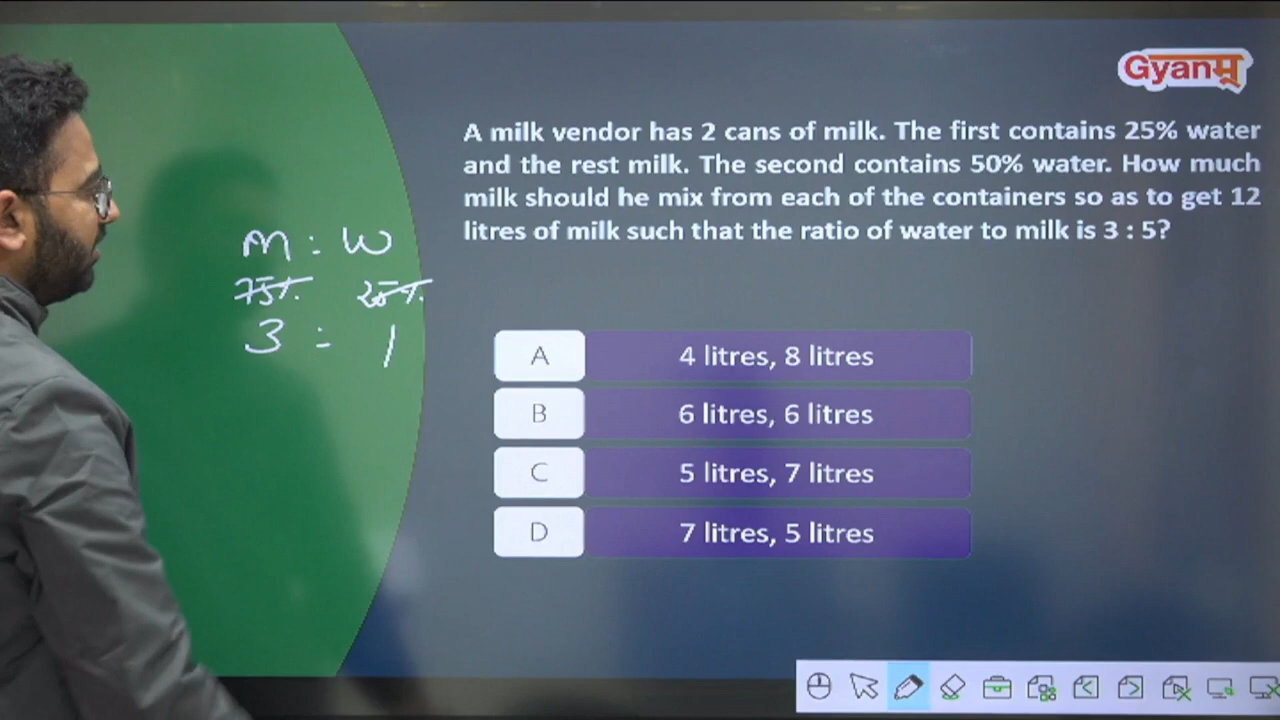 Gyanम्
A milk vendor has 2 cans of milk. The first contains 25% water
and the rest milk. The second contains 50% water. How much
milk should he mix from each of the containers so as to get 12
litres of milk such that the ratio of water to milk is 3 : 5?
M : W
75% 25%
3 : 1
A 4 litres, 8 litres
B 6 litres, 6 litres
C 5 litres, 7 litres
D 7 litres, 5 litres